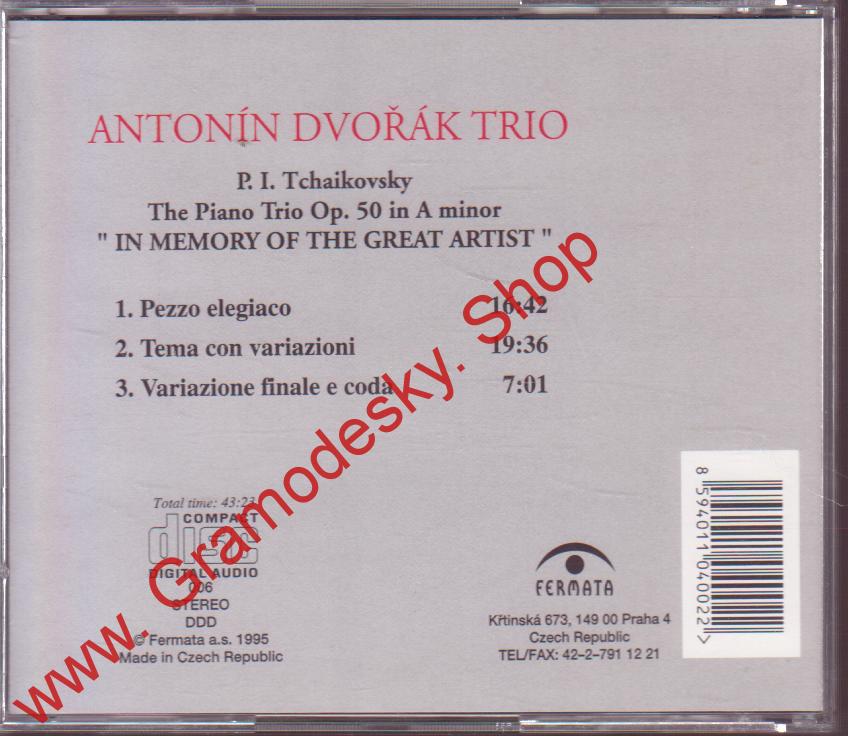 ANTONÍN DVOŘÁK TRIO
P. I. Tchaikovsky
The Piano Trio Op. 50 in A minor
" IN MEMORY OF THE GREAT ARTIST "
1. Pezzo elegiaco 16:42
2. Tema con variazioni 19:36
3. Variazione finale e coda 7:01
Total time: 43:23
COMPACT
disc
DIGITAL AUDIO
006
STEREO
DDD
© Fermata a.s. 1995
Made in Czech Republic
FERMATA
Křtinská 673, 149 00 Praha 4
Czech Republic
TEL/FAX: 42-2-791 12 21
8 594011 040022 >
www. Gramodesky. Shop